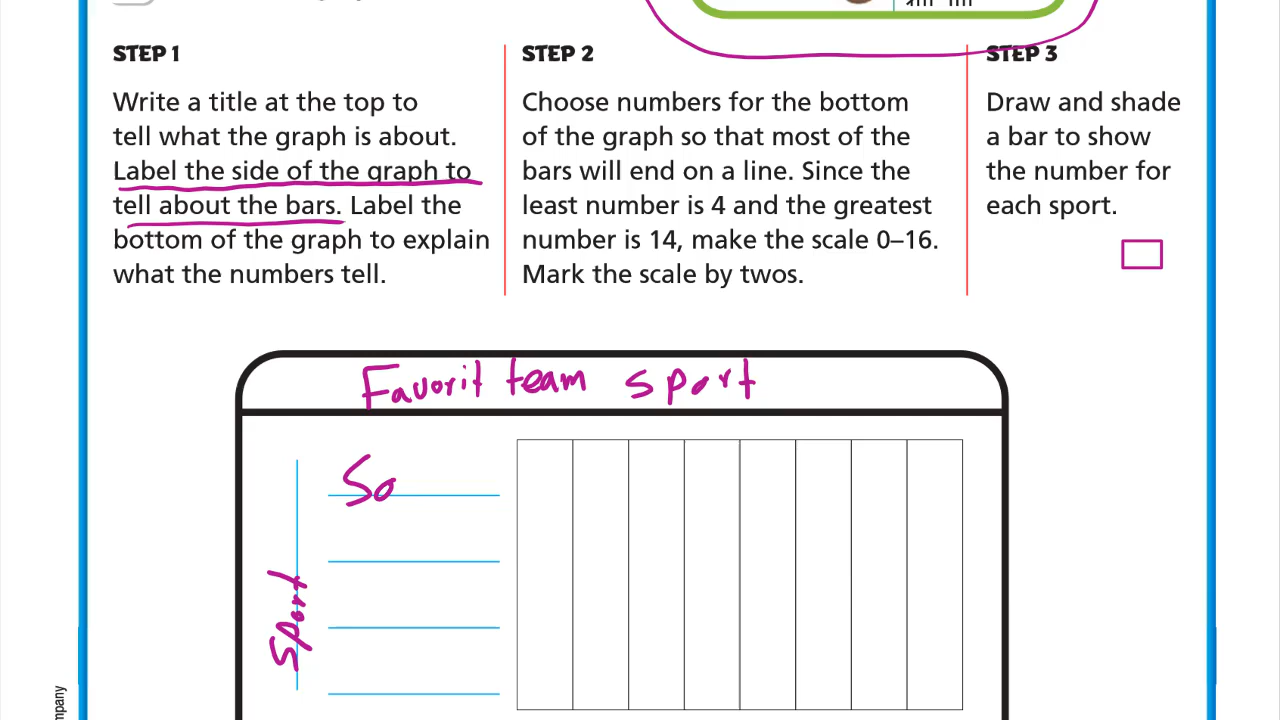 STEP 1
Write a title at the top to
tell what the graph is about.
Label the side of the graph to
tell about the bars. Label the
bottom of the graph to explain
what the numbers tell.
STEP 2
Choose numbers for the bottom
of the graph so that most of the
bars will end on a line. Since the
least number is 4 and the greatest
number is 14, make the scale 0–16.
Mark the scale by twos.
STEP 3
Draw and shade
a bar to show
the number for
each sport.
Favorit team sport
So
sport